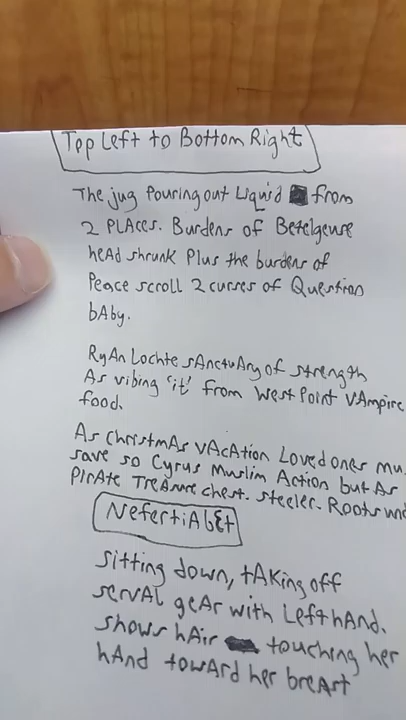 Top Left to Bottom Right
The jug Pouring out Liquid from
2 PLAces. Burdens of Betelgeuse
heAd shrunk Plus the burdens of
Peace scroll 2 curses of Question
bAby.
RyAn Lochte sAnctuAry of strength
As vibing 'it' from West Point VAmpire
food.
As christmAs VAcAtion Loved ones mu
save so Cyrus Muslim Action but As
PirAte TreAsure chest. steeler. Roots und
NefertiAbEt
sitting down, tAking off
servAl geAr with Left hAnd.
shows hAir touching her
hAnd toward her breAst